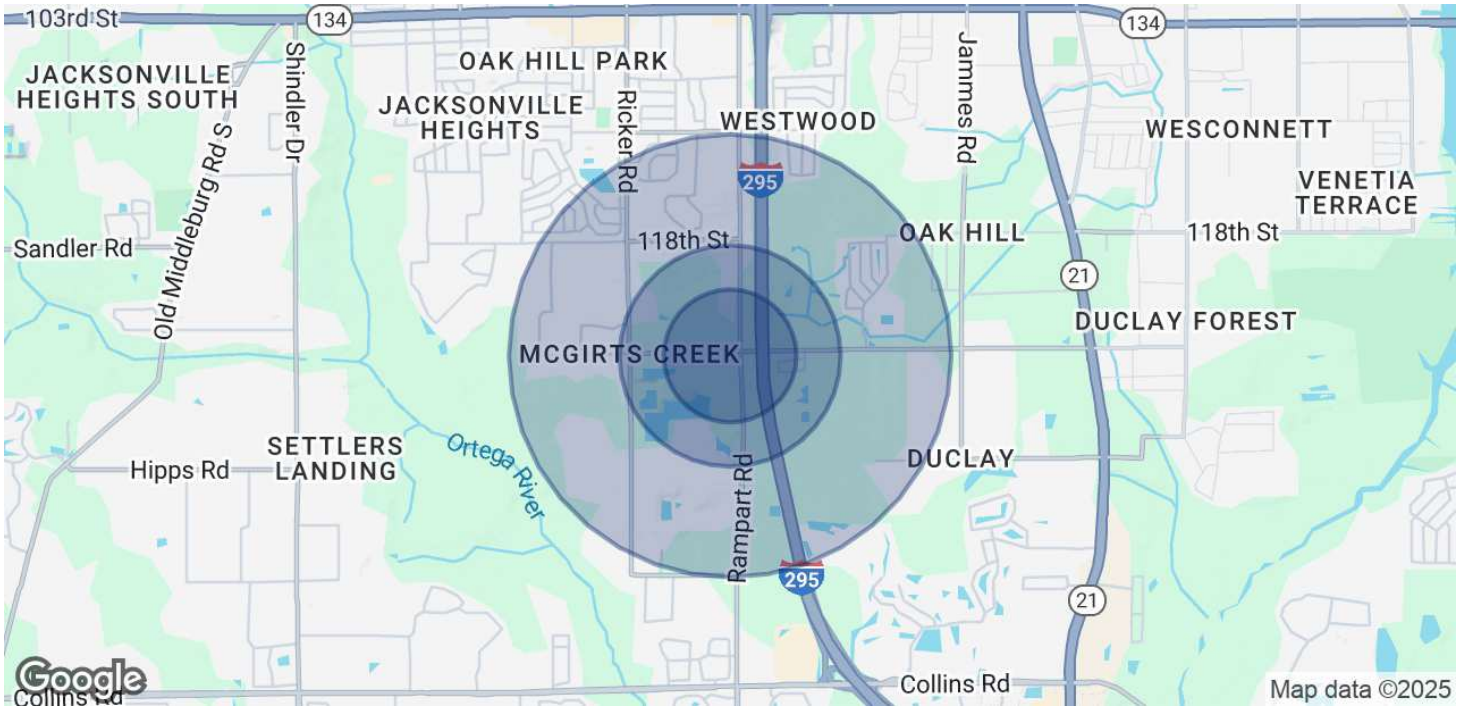 103rd St
134
134
JACKSONVILLE
HEIGHTS SOUTH
Shindler Dr
OAK HILL PARK
JACKSONVILLE
HEIGHTS
Ricker Rd
WESTWOOD
Jammes Rd
WESCONNETT
VENETIA
TERRACE
295
Old Middleburg Rd S
Sandler Rd
118th St
OAK HILL
118th St
21
DUCLAY FOREST
MCGIRTS CREEK
SETTLERS
LANDING
Hipps Rd
Ortega River
DUCLAY
Rampart Rd
295
21
Google
Collins Rd
Collins Rd
Map data ©2025